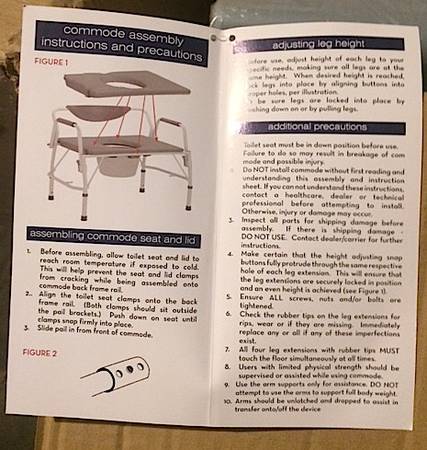 commode assembly
instructions and precautions
FIGURE 1
assembling commode seat and lid
1. Before assembling, allow toilet seat and lid to
reach room temperature if exposed to cold.
This will help prevent the seat and lid clamps
from cracking while being assembled onto
commode back frame rail.
2. Align the toilet seat clamps onto the back
frame rail. (Both clamps should sit outside
the pail brackets.) Push down on seat until
clamps snap firmly into place.
3. Slide pail in from front of commode.
FIGURE 2
adjusting leg height
before use, adjust height of each leg to your
specific needs, making sure all legs are at the
same height. When desired height is reached,
lock legs into place by aligning buttons into
proper holes, per illustration.
be sure legs are locked into place by
pushing down on or by pulling legs.
additional precautions
Toilet seat must be in down position before use.
Failure to do so may result in breakage of com
mode and possible injury.
Do NOT install commode without first reading and
understanding this assembly and instruction
sheet. If you can not understand these instructions,
contact a healthcare, dealer or technical
professional before attempting to install.
Otherwise, injury or damage may occur.
3. Inspect all parts for shipping damage before
assembly. If there is shipping damage -
DO NOT USE. Contact dealer/carrier for further
instructions.
4. Make certain that the height adjusting snap
buttons fully protrude through the same respective
hole of each leg extension. This will ensure that
the leg extensions are securely locked in position
and an even height is achieved (see Figure 1).
5. Ensure ALL screws, nuts and/or bolts are
tightened.
6. Check the rubber tips on the leg extensions for
rips, wear or if they are missing. Immediately
replace any or all if any of these imperfections
exist.
7. All four leg extensions with rubber tips MUST
touch the floor simultaneously at all times.
8. Users with limited physical strength should be
supervised or assisted while using commode.
9. Use the arm supports only for assistance. DO NOT
attempt to use the arms to support full body weight.
10. Arms should be unlatched and dropped to assist in
transfer onto/off the device